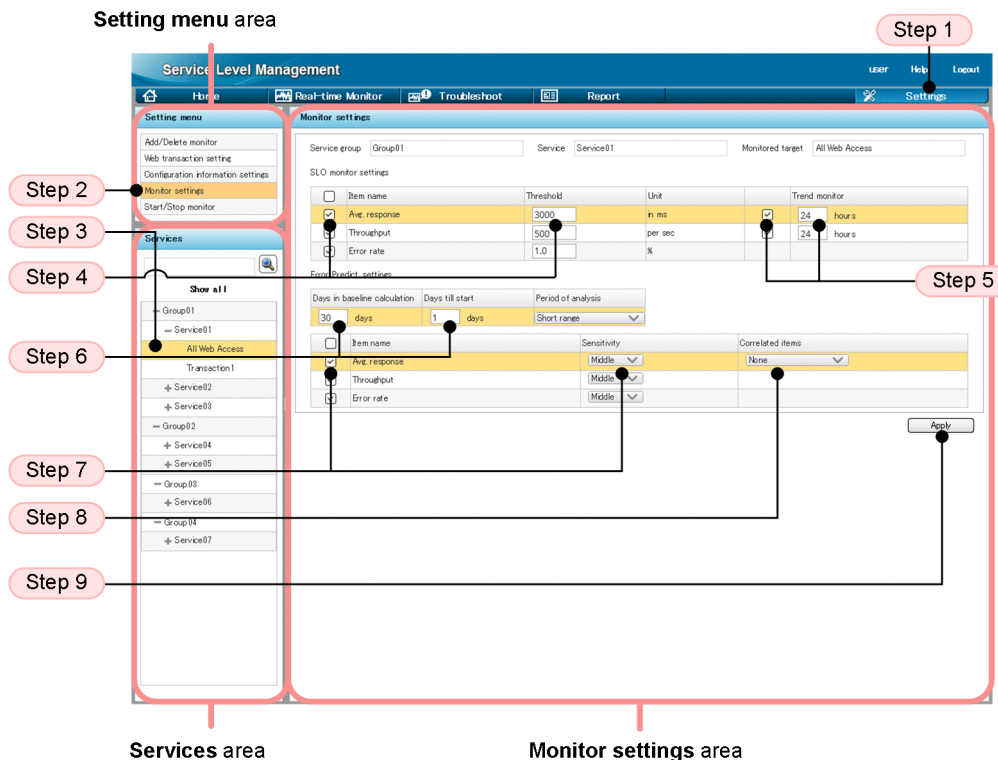 Setting menu area
Step 1
Service Level Management
user Help Logout
Home Real-time Monitor Troubleshoot Report Settings
Setting menu
Monitor settings
Add/Delete monitor
Web transaction setting
Configuration information settings
Monitor settings
Start/Stop monitor
Step 2
Step 3
Step 4
Step 5
Step 6
Step 7
Step 8
Step 9
Services
Show all
Group01
Service01
All Web Access
Transaction1
Service02
Service03
Group02
Service04
Service05
Group03
Service06
Group04
Service07
Service group Group01 Service Service01 Monitored target All Web Access
SLO monitor settings
Item name Threshold Unit Trend monitor
Avg. response 3000 in ms 24 hours
Throughput 500 per sec 24 hours
Error rate 1.0 %
Error Predict. settings
Days in baseline calculation Days till start Period of analysis
30 days 1 days Short range
Item name Sensitivity Correlated items
Avg. response Middle None
Throughput Middle
Error rate Middle
Apply
Services area
Monitor settings area